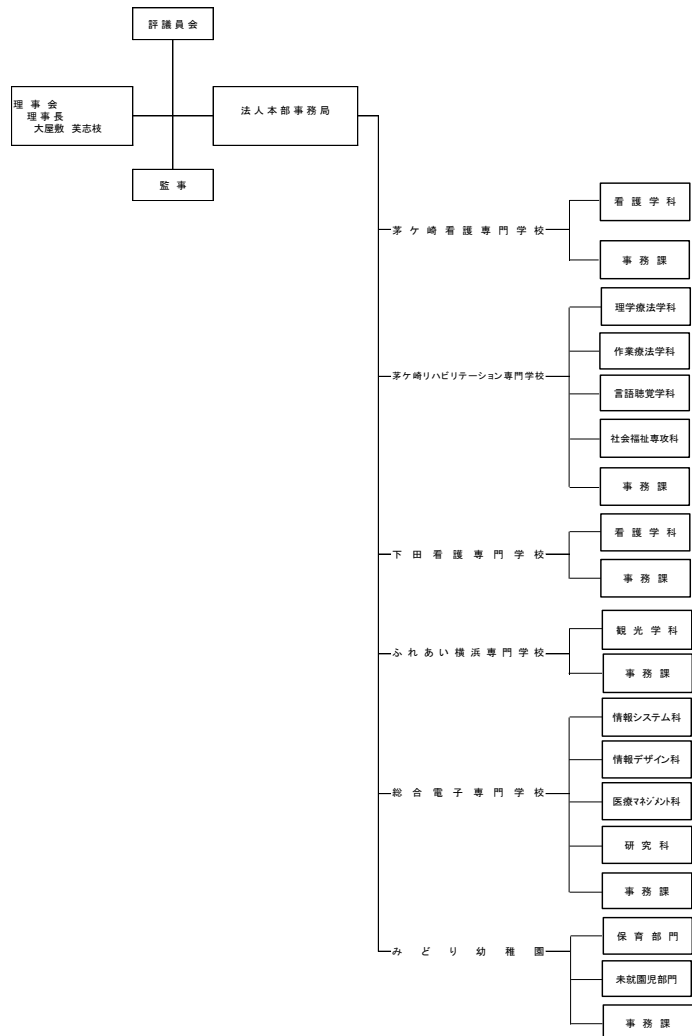 評議員会
理事会
理事長
大屋敷 芙志枝
法人本部事務局
監事
茅ケ崎看護専門学校
看護学科
事務課
茅ケ崎リハビリテーション専門学校
理学療法学科
作業療法学科
言語聴覚学科
社会福祉専攻科
事務課
下田看護専門学校
看護学科
事務課
ふれあい横浜専門学校
観光学科
事務課
総合電子専門学校
情報システム科
情報デザイン科
医療マネジメント科
研究科
事務課
みどり幼稚園
保育部門
未就園児部門
事務課